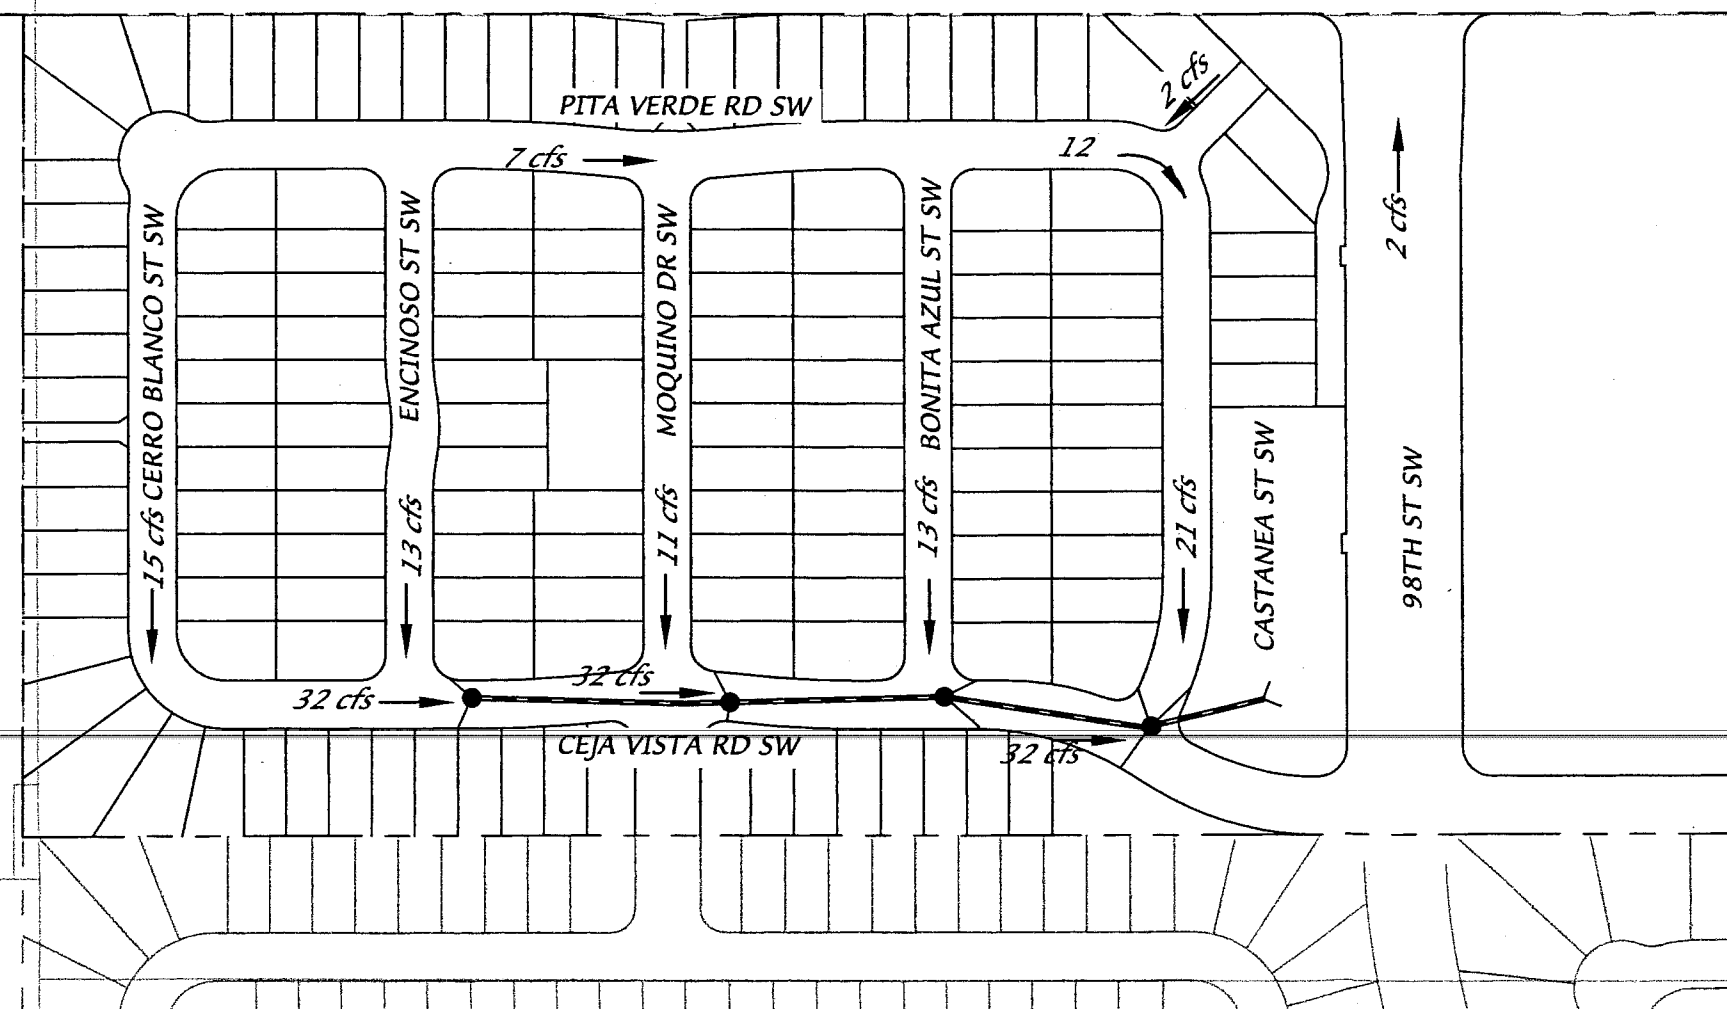 2 cfs
PITA VERDE RD SW
7 cfs
12
2 cfs
CERRO BLANCO ST SW
15 cfs
ENCINOSO ST SW
13 cfs
MOQUINO DR SW
11 cfs
BONITA AZUL ST SW
13 cfs
21 cfs
CASTANEA ST SW
98TH ST SW
32 cfs
32 cfs
CEJA VISTA RD SW
32 cfs